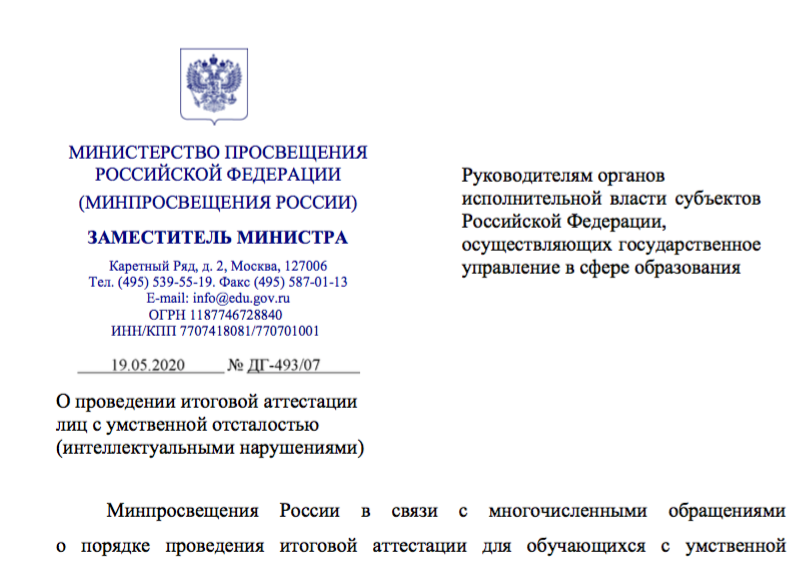 МИНИСТЕРСТВО ПРОСВЕЩЕНИЯ
РОССИЙСКОЙ ФЕДЕРАЦИИ
(МИНПРОСВЕЩЕНИЯ РОССИИ)
ЗАМЕСТИТЕЛЬ МИНИСТРА
Каретный Ряд, д. 2, Москва, 127006
Тел. (495) 539-55-19. Факс (495) 587-01-13
E-mail: info@edu.gov.ru
ОГРН 1187746728840
ИНН/КПП 7707418081/770701001
19.05.2020 № ДГ-493/07
Руководителям органов
исполнительной власти субъектов
Российской Федерации,
осуществляющих государственное
управление в сфере образования
О проведении итоговой аттестации
лиц с умственной отсталостью
(интеллектуальными нарушениями)
Минпросвещения России в связи с многочисленными обращениями
о порядке проведения итоговой аттестации для обучающихся с умственной